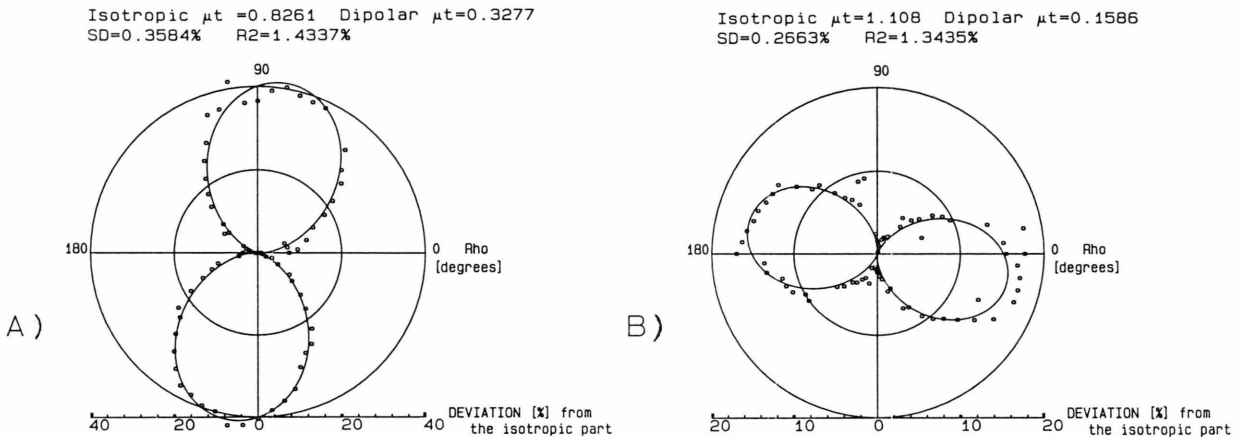 Isotropic µt =0.8261 Dipolar µt=0.3277
SD=0.3584% R2=1.4337%
90
180
0
Rho
[degrees]
A)
40 20 0 20 40
DEVIATION [%] from
the isotropic part
Isotropic µt=1.108 Dipolar µt=0.1586
SD=0.2663% R2=1.3435%
90
180
0
Rho
[degrees]
B)
20 10 0 10 20
DEVIATION [%] from
the isotropic part